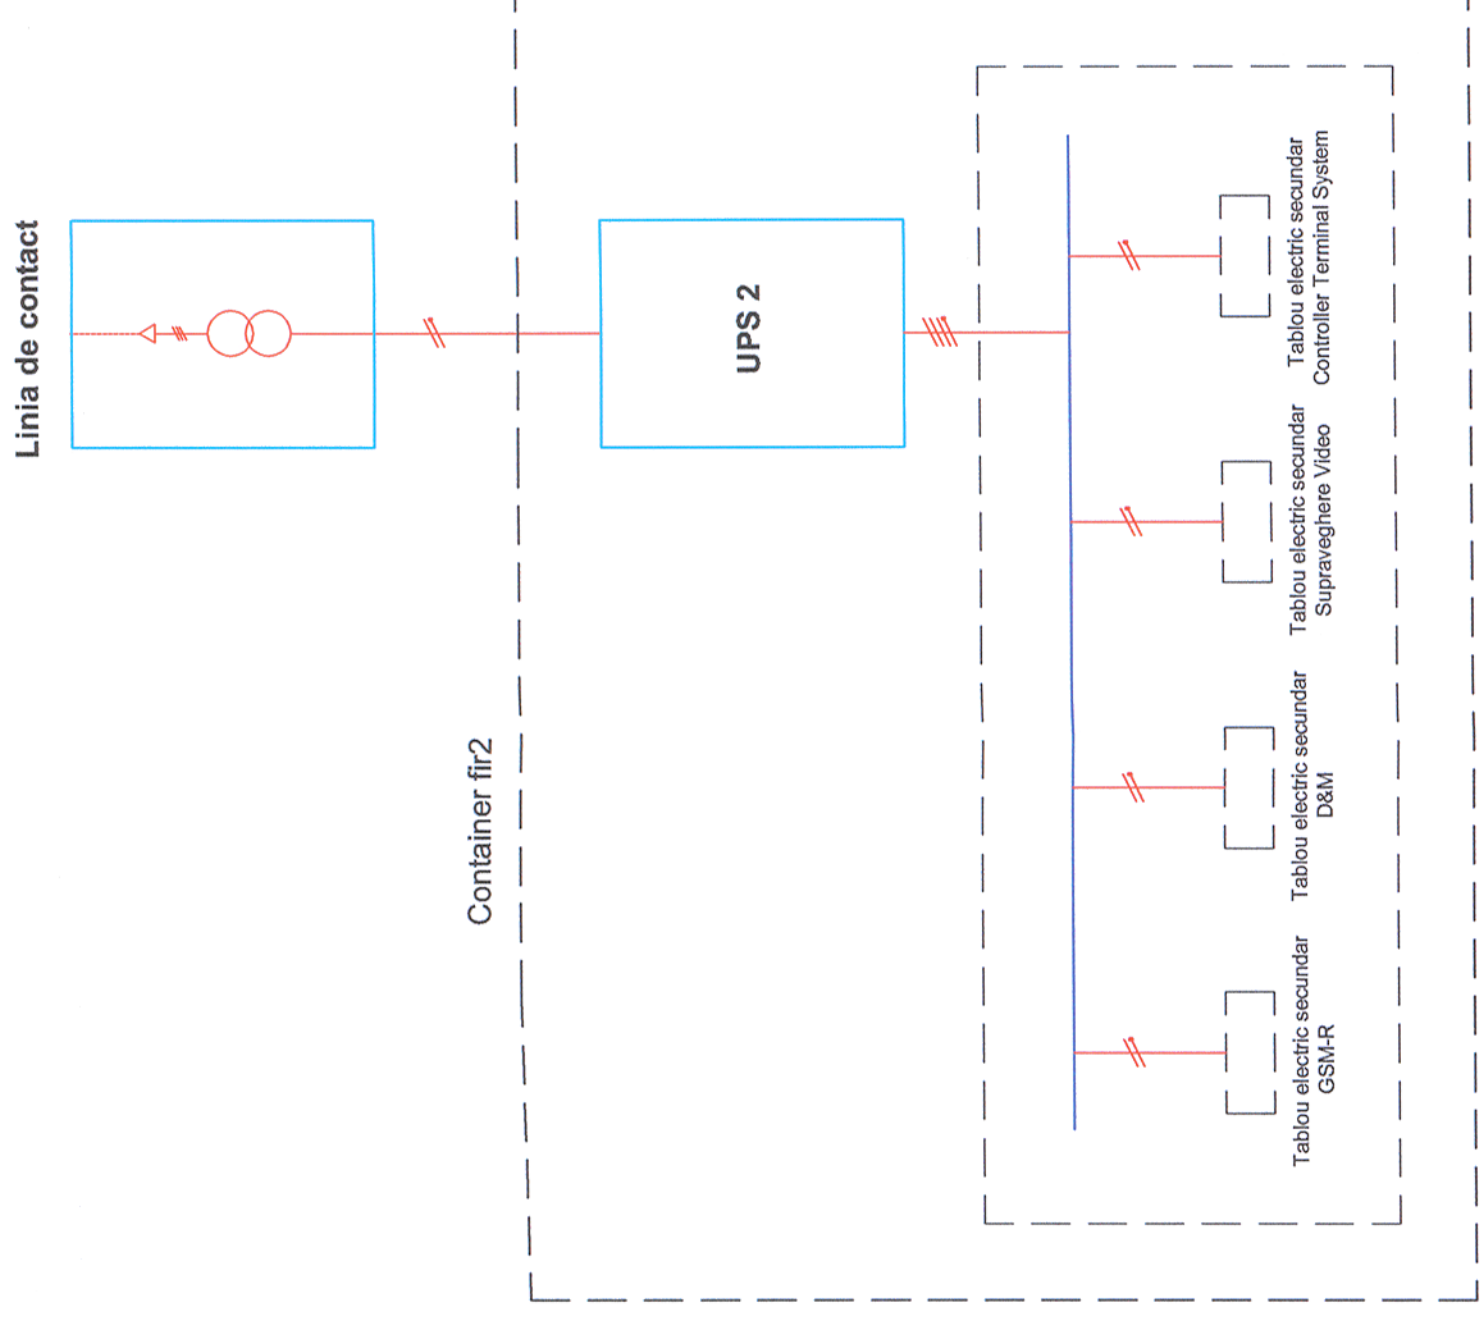 Linia de contact
Container fir2
UPS 2
Tablou electric secundar
GSM-R
Tablou electric secundar
D&M
Tablou electric secundar
Supraveghere Video
Tablou electric secundar
Controller Terminal System